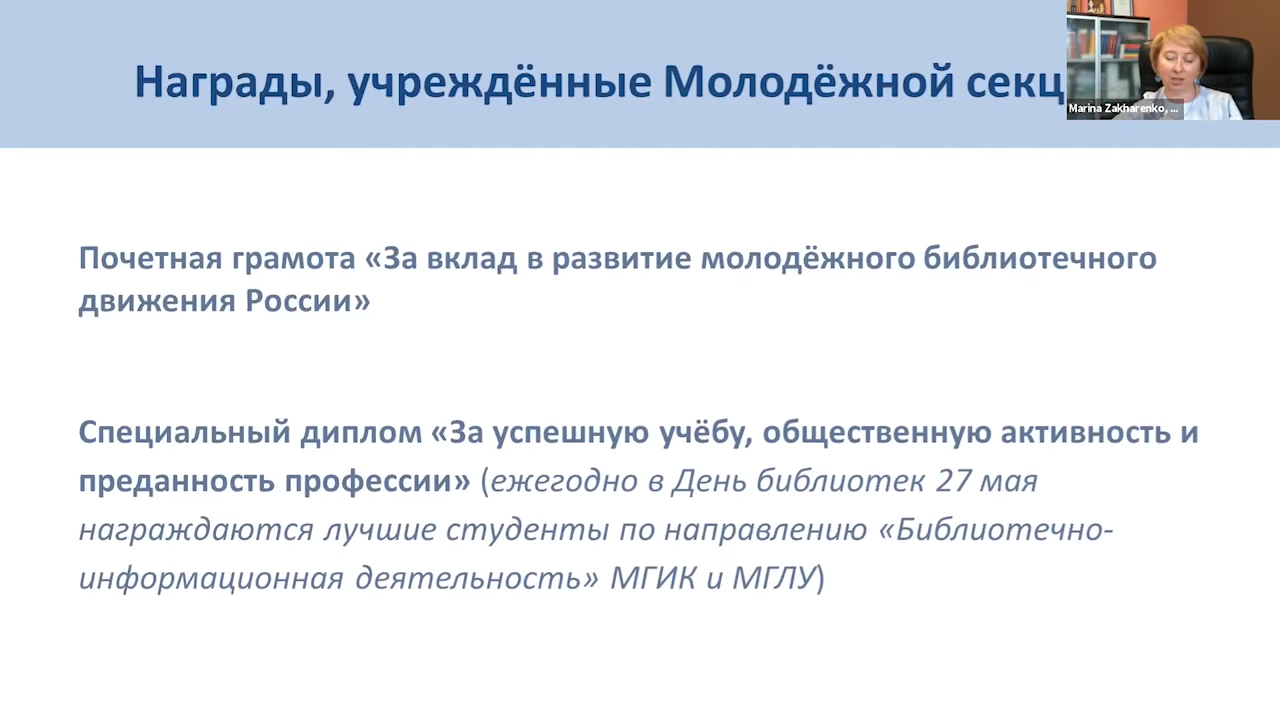 Награды, учреждённые Молодёжной
Marina Zakharenko, ...
Почетная грамота «За вклад в развитие молодёжного библиотечного
движения России»
Специальный диплом «За успешную учёбу, общественную активность и
преданность профессии» (ежегодно в День библиотек 27 мая
награждаются лучшие студенты по направлению «Библиотечно-
информационная деятельность» МГИК и МГЛУ)